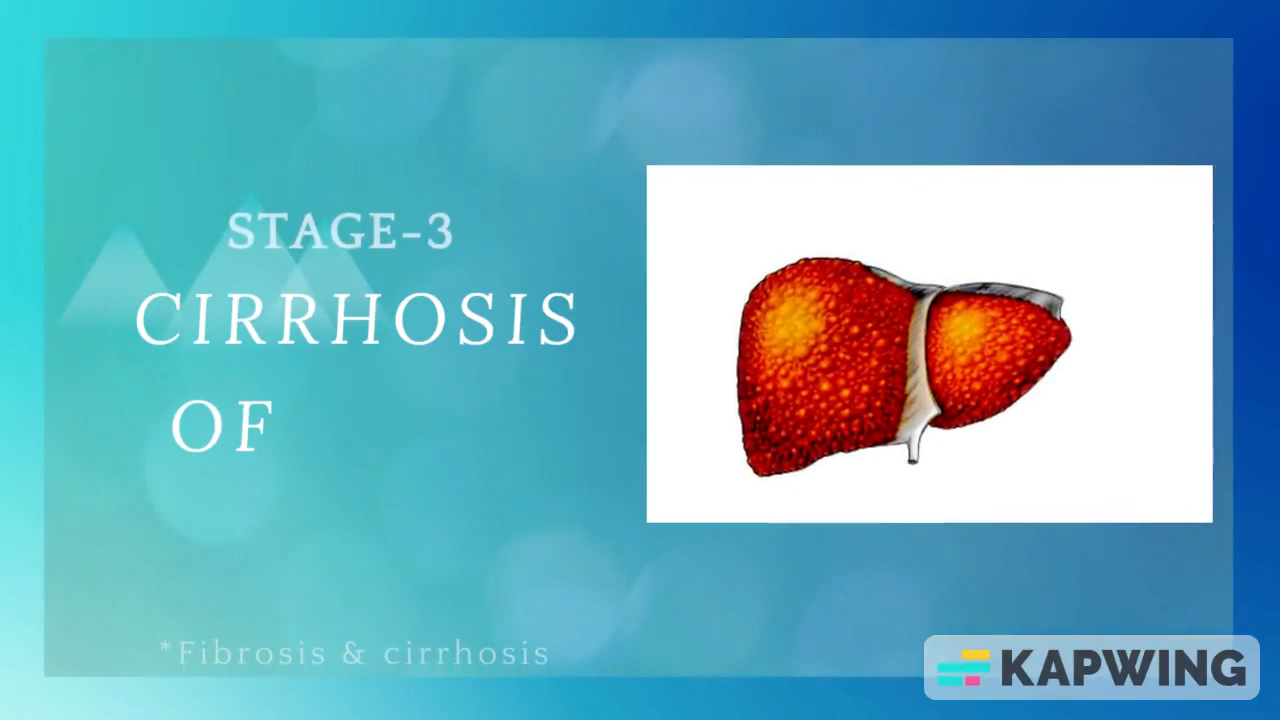 STAGE-3
CIRRHOSIS
OF
*Fibrosis & cirrhosis
KAPWING